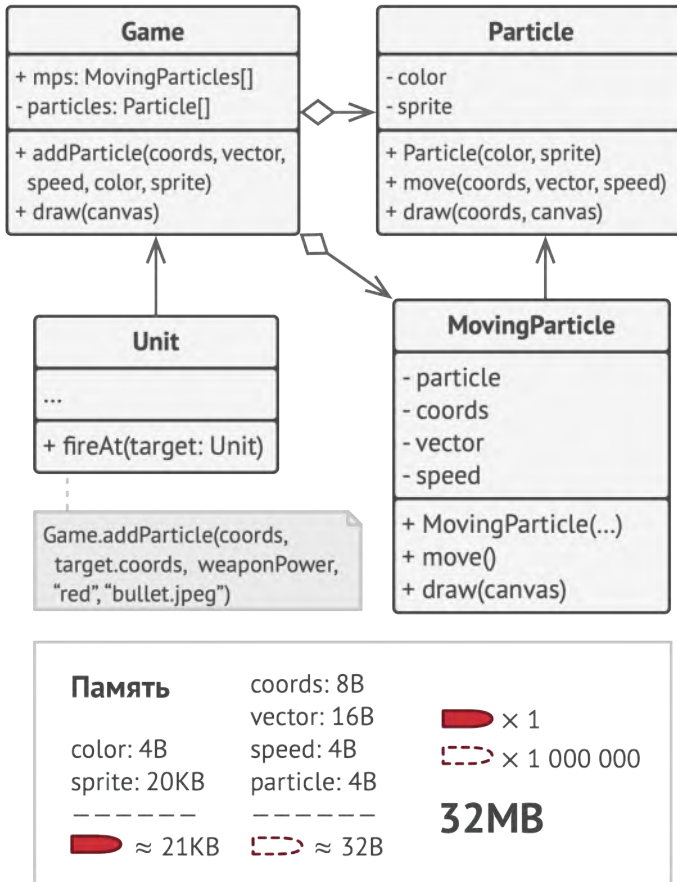 Game
+ mps: MovingParticles[]
- particles: Particle[]
+ addParticle(coords, vector,
speed, color, sprite)
+ draw(canvas)
Particle
- color
- sprite
+ Particle(color, sprite)
+ move(coords, vector, speed)
+ draw(coords, canvas)
Unit
...
+ fireAt(target: Unit)
Game.addParticle(coords,
target.coords, weaponPower,
“red”,“bullet.jpeg”)
MovingParticle
- particle
- coords
- vector
- speed
+ MovingParticle(...)
+ move()
+ draw(canvas)
Память
color: 4B
sprite: 20KB
≈ 21KB
coords: 8B
vector: 16B
speed: 4B
particle: 4B
≈ 32B
× 1
× 1 000 000
32MB